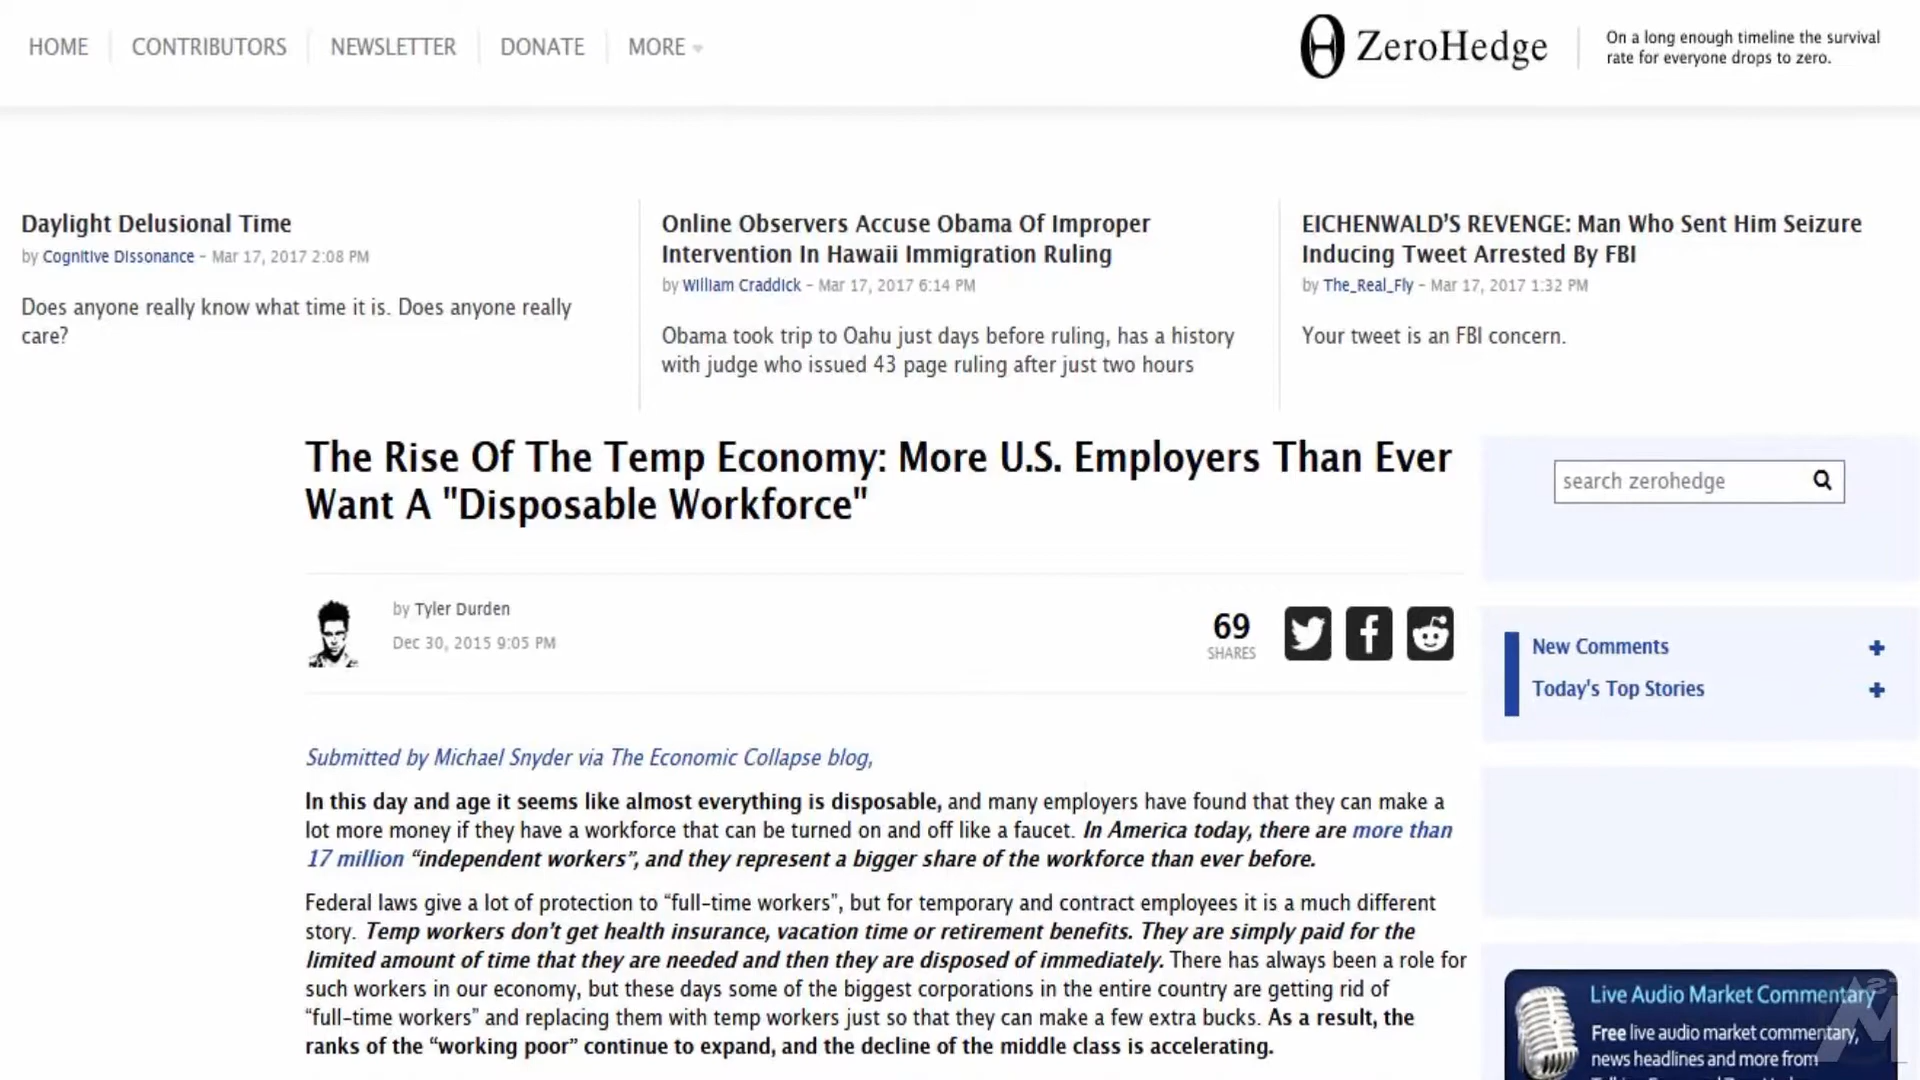 HOME
CONTRIBUTORS
NEWSLETTER
DONATE
MORE
ZeroHedge
On a long enough timeline the survival
rate for everyone drops to zero.
Daylight Delusional Time
by Cognitive Dissonance - Mar 17, 2017 2:08 PM
Does anyone really know what time it is. Does anyone really
care?
Online Observers Accuse Obama Of Improper
Intervention In Hawaii Immigration Ruling
by William Craddick - Mar 17, 2017 6:14 PM
Obama took trip to Oahu just days before ruling, has a history
with judge who issued 43 page ruling after just two hours
EICHENWALD'S REVENGE: Man Who Sent Him Seizure
Inducing Tweet Arrested By FBI
by The_Real_Fly - Mar 17, 2017 1:32 PM
Your tweet is an FBI concern.
The Rise Of The Temp Economy: More U.S. Employers Than Ever
Want A "Disposable Workforce"
by Tyler Durden
Dec 30, 2015 9:05 PM
69
SHARES
Submitted by Michael Snyder via The Economic Collapse blog,
In this day and age it seems like almost everything is disposable, and many employers have found that they can make a
lot more money if they have a workforce that can be turned on and off like a faucet. In America today, there are more than
17 million “independent workers”, and they represent a bigger share of the workforce than ever before.
Federal laws give a lot of protection to “full-time workers”, but for temporary and contract employees it is a much different
story. Temp workers don’t get health insurance, vacation time or retirement benefits. They are simply paid for the
limited amount of time that they are needed and then they are disposed of immediately. There has always been a role for
such workers in our economy, but these days some of the biggest corporations in the entire country are getting rid of
“full-time workers” and replacing them with temp workers just so that they can make a few extra bucks. As a result, the
ranks of the “working poor” continue to expand, and the decline of the middle class is accelerating.
search zerohedge
New Comments
Today's Top Stories
Live Audio Market Commentary
Free live audio market commentary,
news headlines and more from